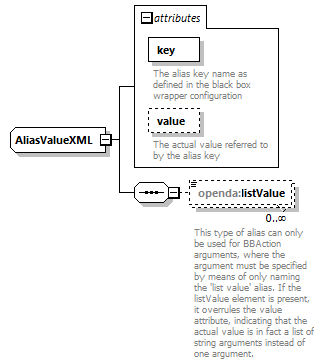 attributes
key
The alias key name as
defined in the black box
wrapper configuration
value
The actual value referred to
by the alias key
AliasValueXML
openda:listValue
0..∞
This type of alias can only
be used for BBAction
arguments, where the
argument must be specified
by means of only naming
the 'list value' alias. If the
listValue element is present,
it overrules the value
attribute, indicating that the
actual value is in fact a list of
string arguments instead of
one argument.